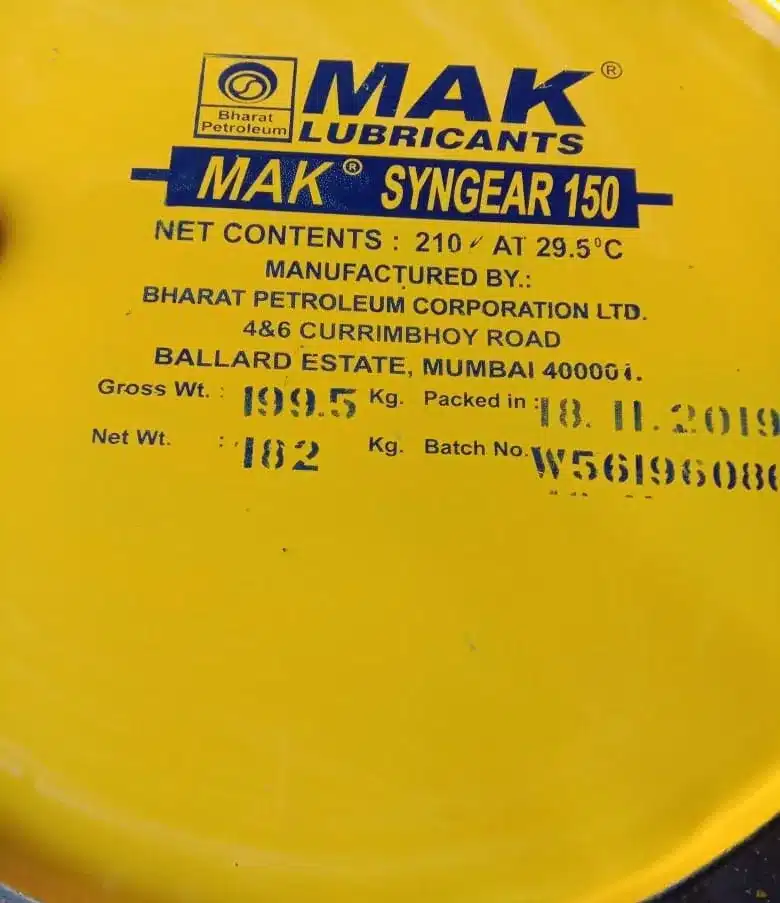 Bharat
Petroleum
MAK®
LUBRICANTS
MAK® SYNGEAR 150
NET CONTENTS : 210 l AT 29.5°C
MANUFACTURED BY.:
BHARAT PETROLEUM CORPORATION LTD.
4&6 CURRIMBHOY ROAD
BALLARD ESTATE, MUMBAI 400001.
Gross Wt. : 199.5 Kg. Packed in : 18.11.2019
Net Wt. : 182 Kg. Batch No. W56196086